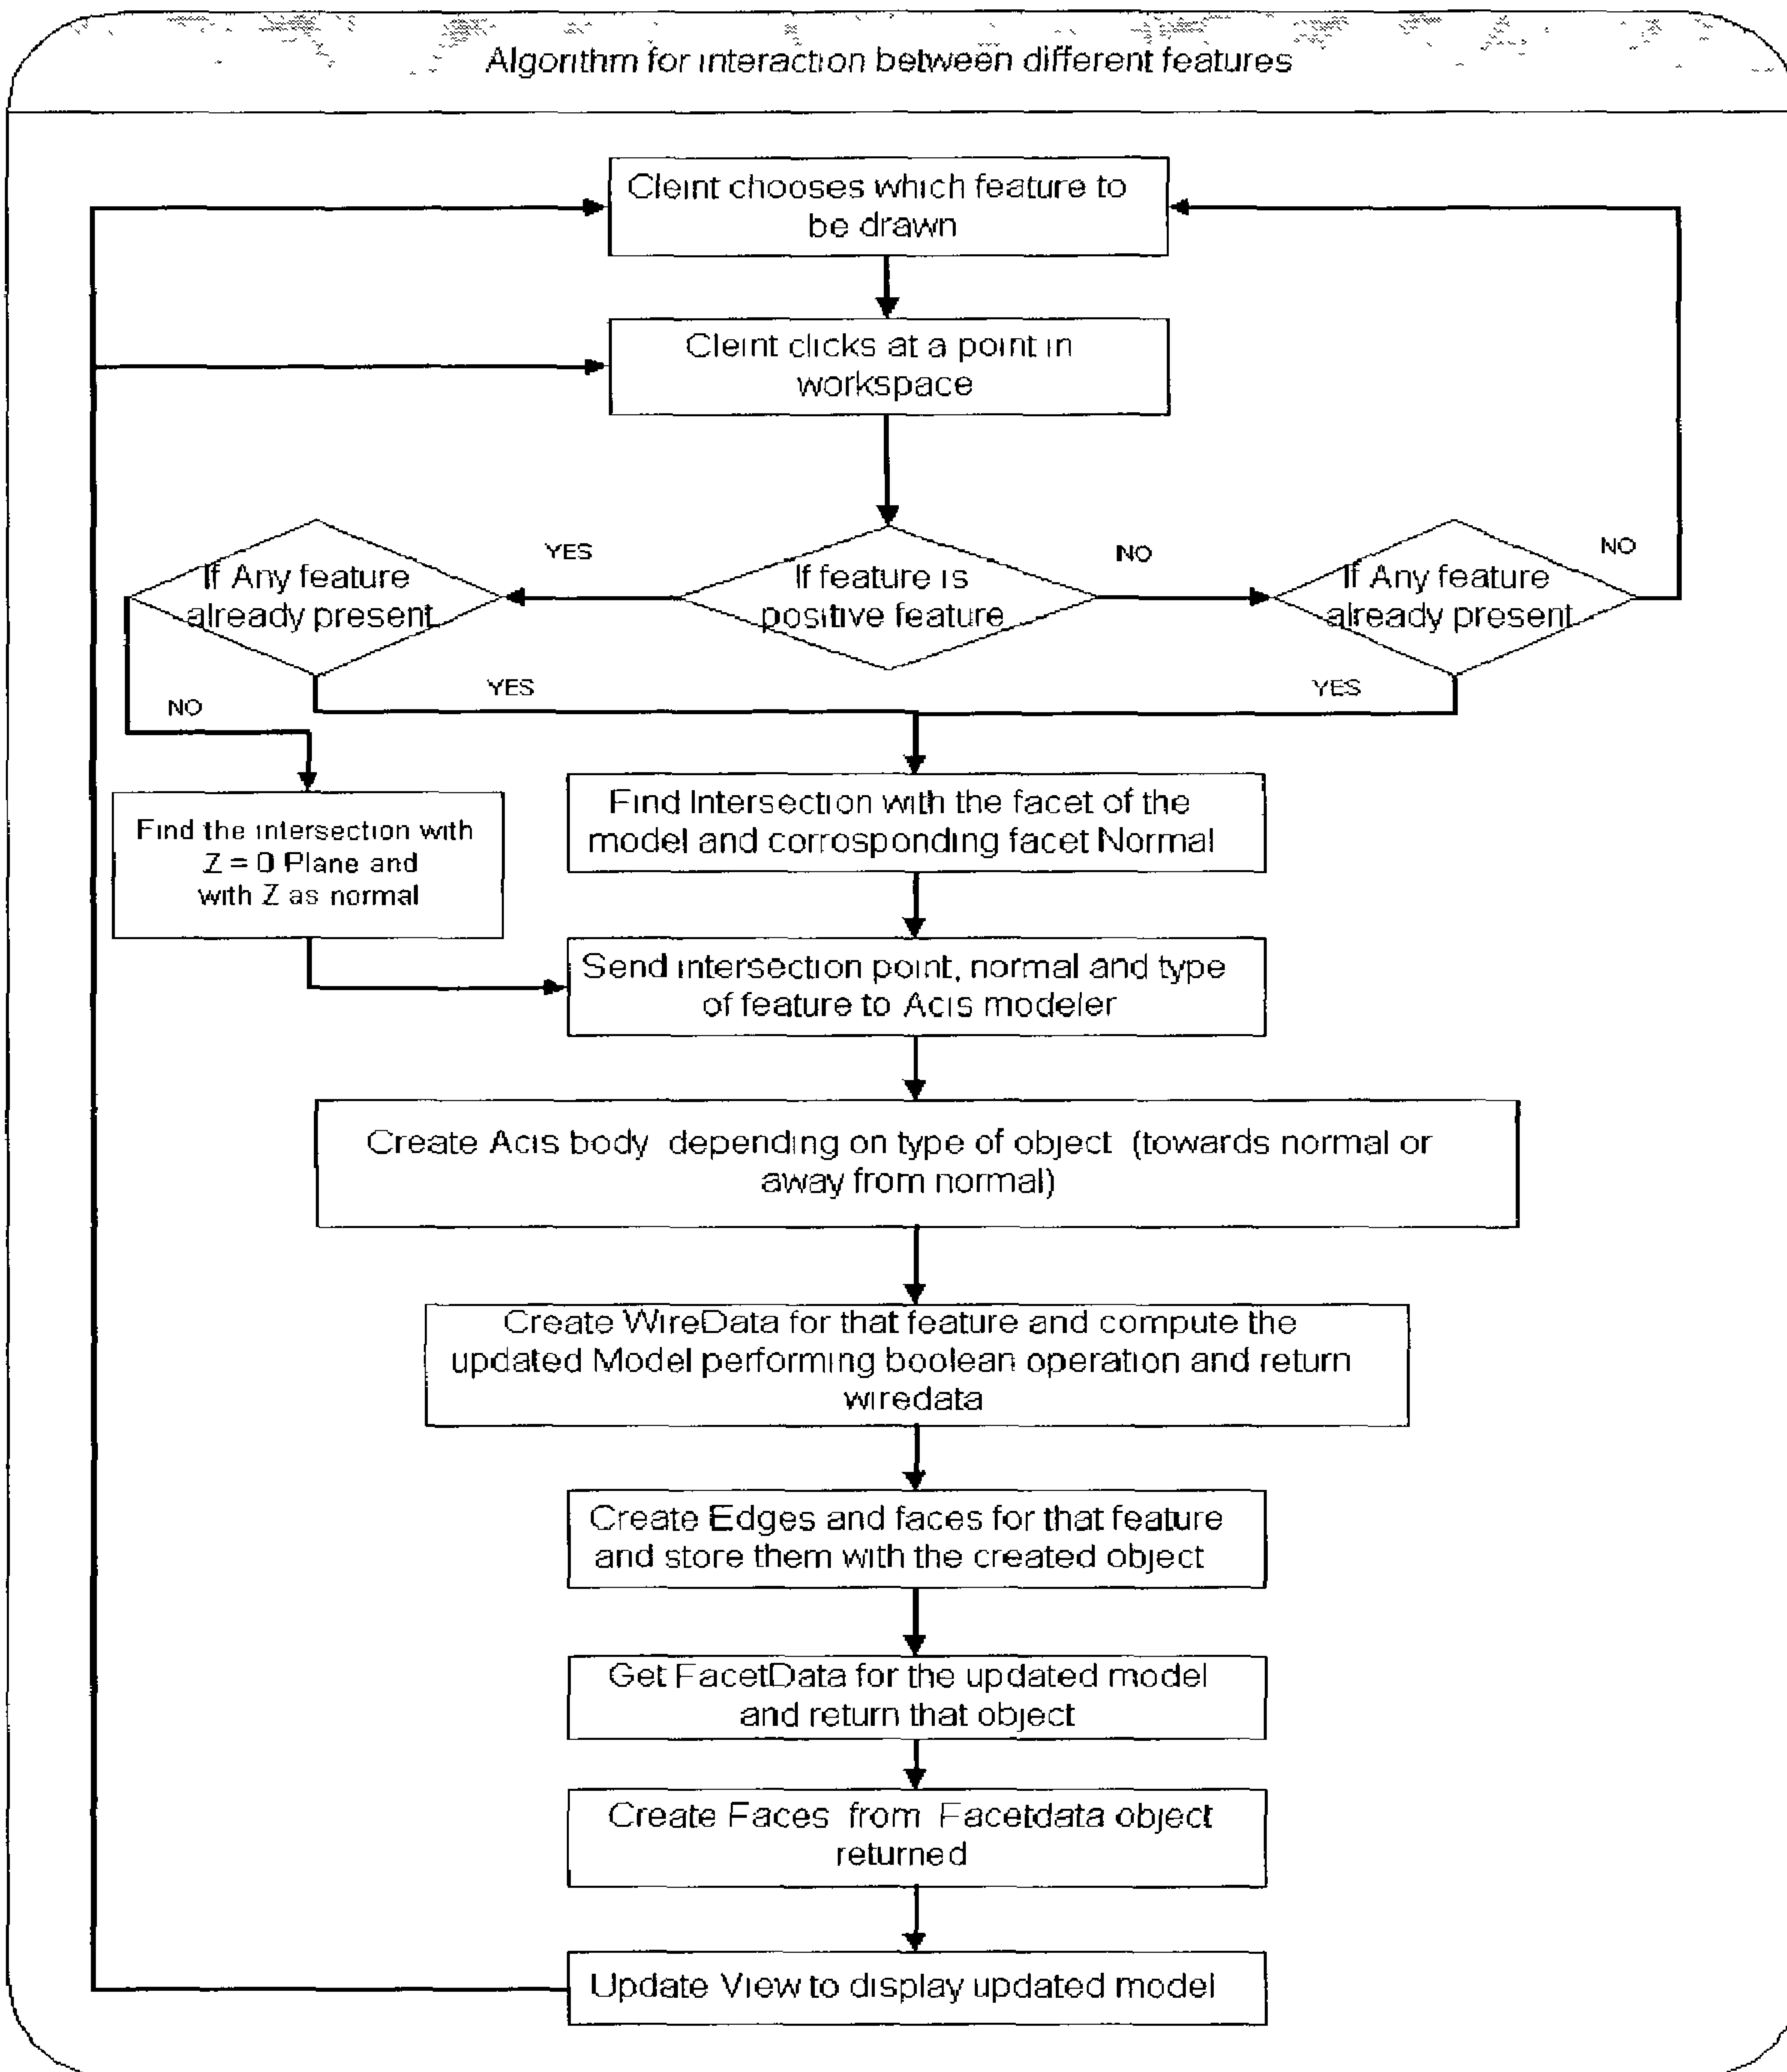 Algorithm for interaction between different features
Cleint chooses which feature to
be drawn
Cleint clicks at a point in
workspace
YES
NO
NO
If Any feature
already present
If feature is
positive feature
If Any feature
already present
YES
YES
NO
Find Intersection with the facet of the
model and corrosponding facet Normal
Find the intersection with
Z = 0 Plane and
with Z as normal
Send intersection point, normal and type
of feature to Acis modeler
Create Acis body depending on type of object (towards normal or
away from normal)
Create WireData for that feature and compute the
updated Model performing boolean operation and return
wiredata
Create Edges and faces for that feature
and store them with the created object
Get FacetData for the updated model
and return that object
Create Faces from Facetdata object
returned
Update View to display updated model